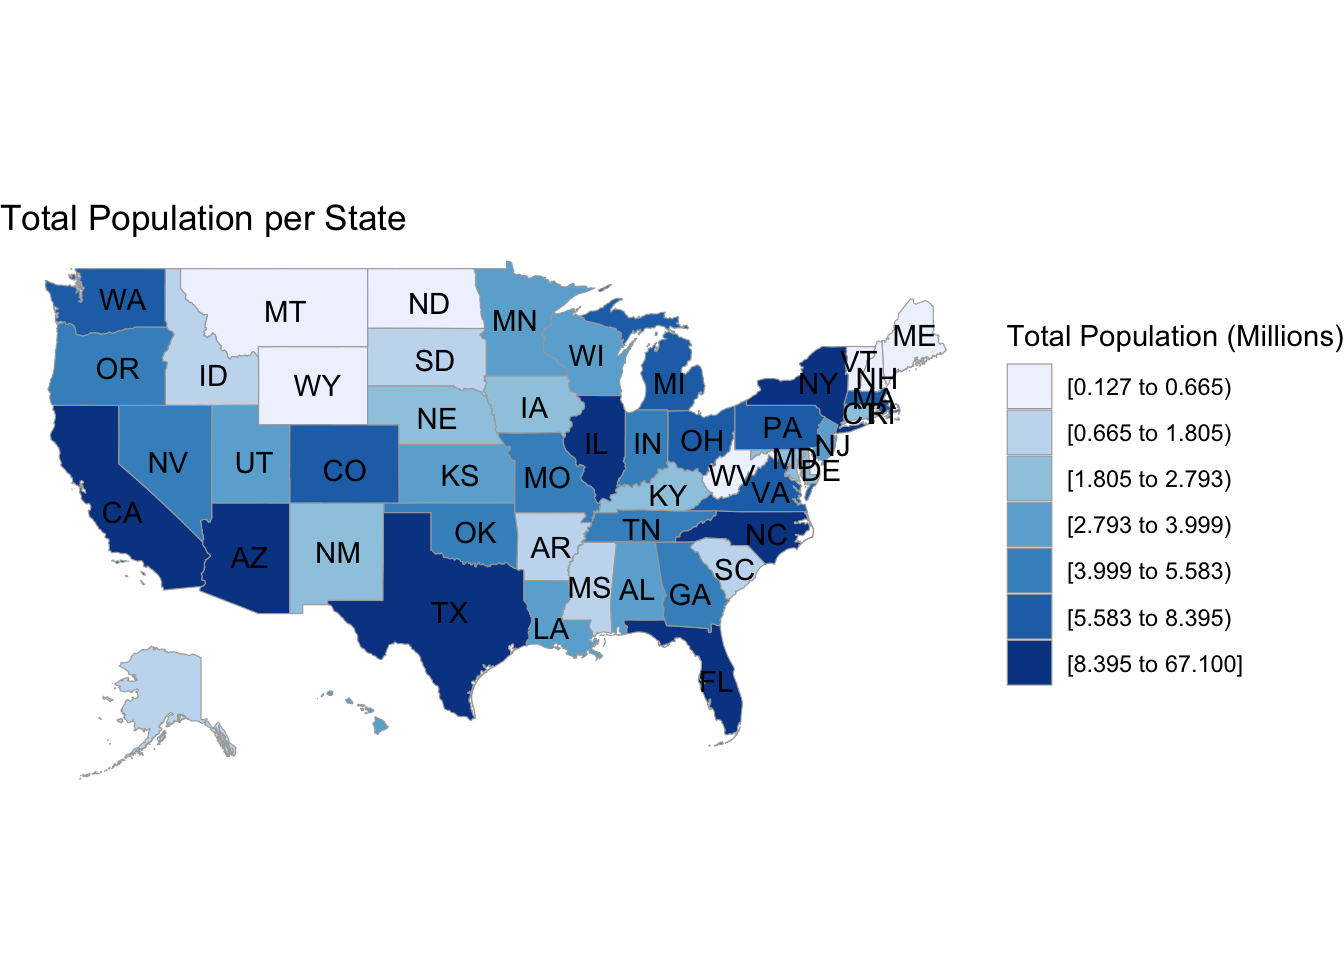 Total Population per State
WA
MT
ND
MN
ME
OR
ID
SD
WI
MI
VT
NH
WY
NY
MA
NE
IA
CT
RI
NV
UT
CO
KS
MO
IL
IN
OH
PA
NJ
MD
DE
WV
VA
KY
CA
AZ
NM
OK
AR
TN
NC
SC
TX
LA
MS
AL
GA
FL
Total Population (Millions)
[0.127 to 0.665)
[0.665 to 1.805)
[1.805 to 2.793)
[2.793 to 3.999)
[3.999 to 5.583)
[5.583 to 8.395)
[8.395 to 67.100]